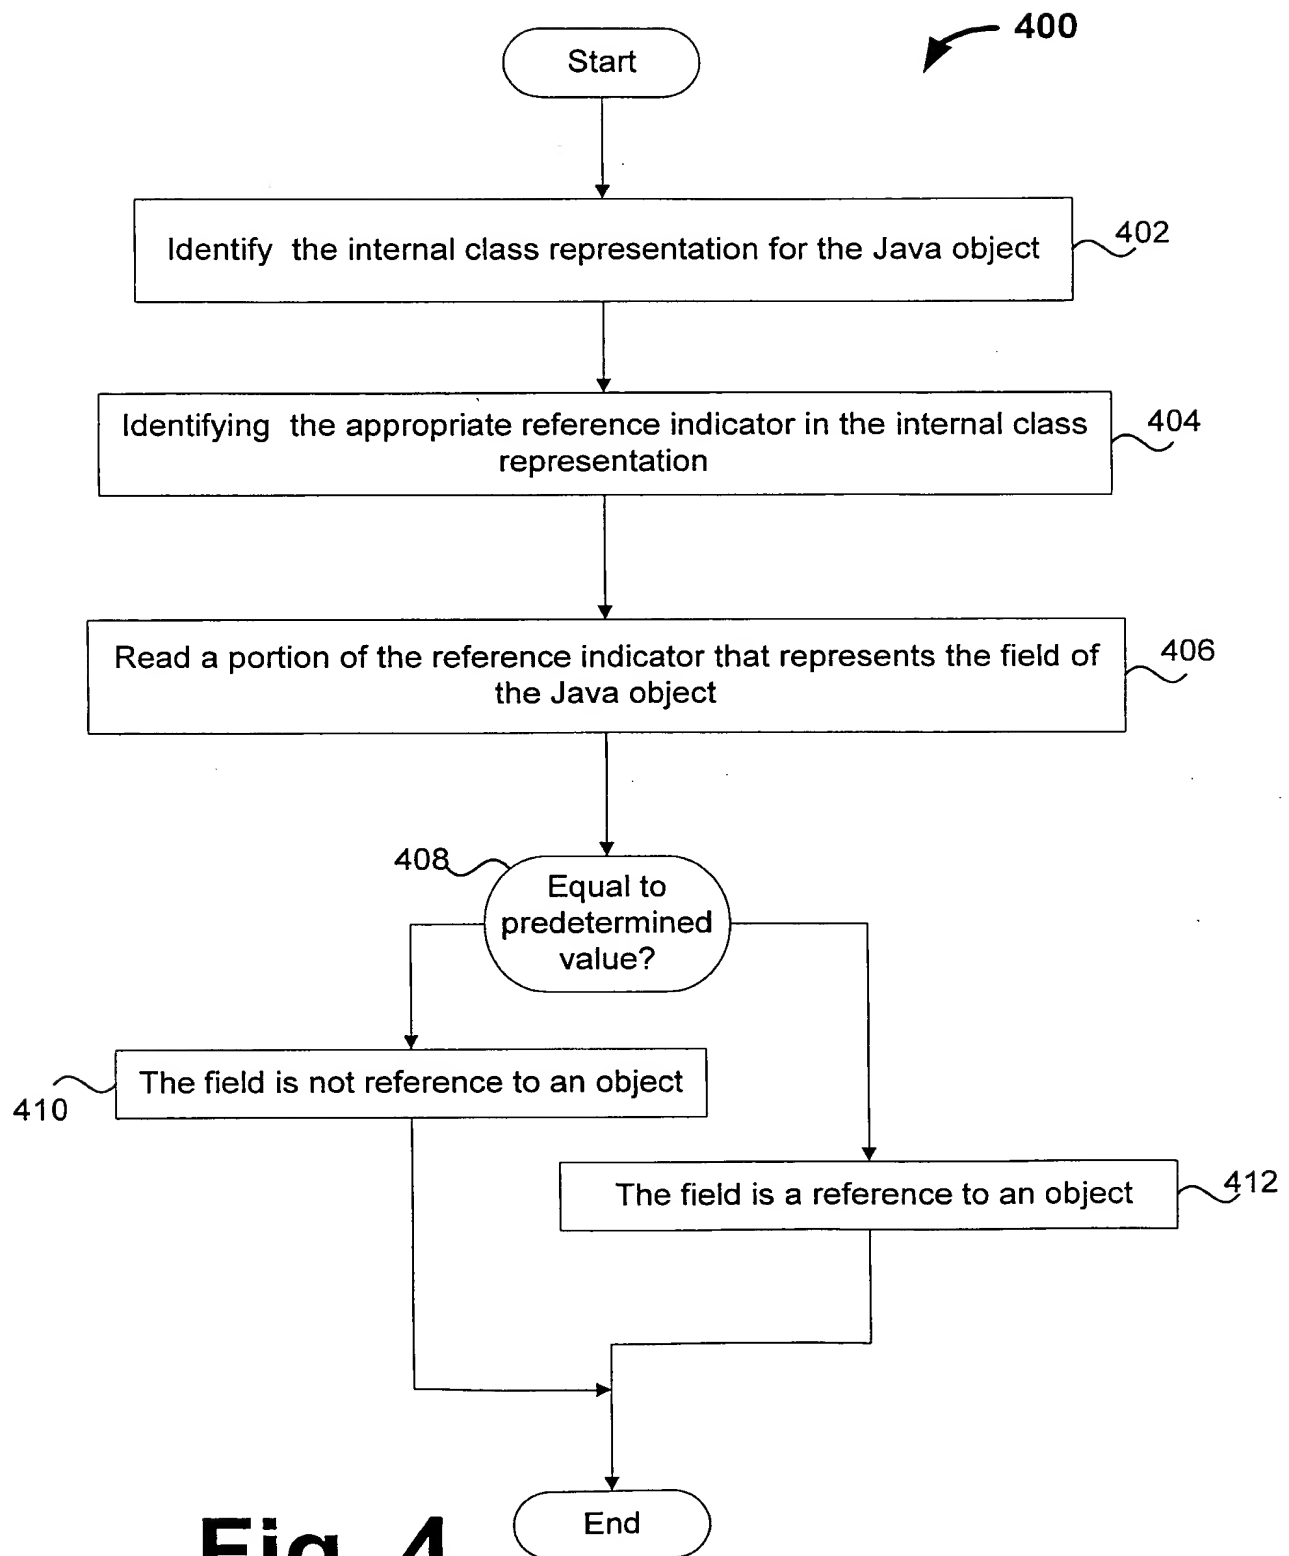 400
Start
Identify the internal class representation for the Java object
402
Identifying the appropriate reference indicator in the internal class
representation
404
Read a portion of the reference indicator that represents the field of
the Java object
406
408
Equal to
predetermined
value?
The field is not reference to an object
410
The field is a reference to an object
412
End
Fig. 4